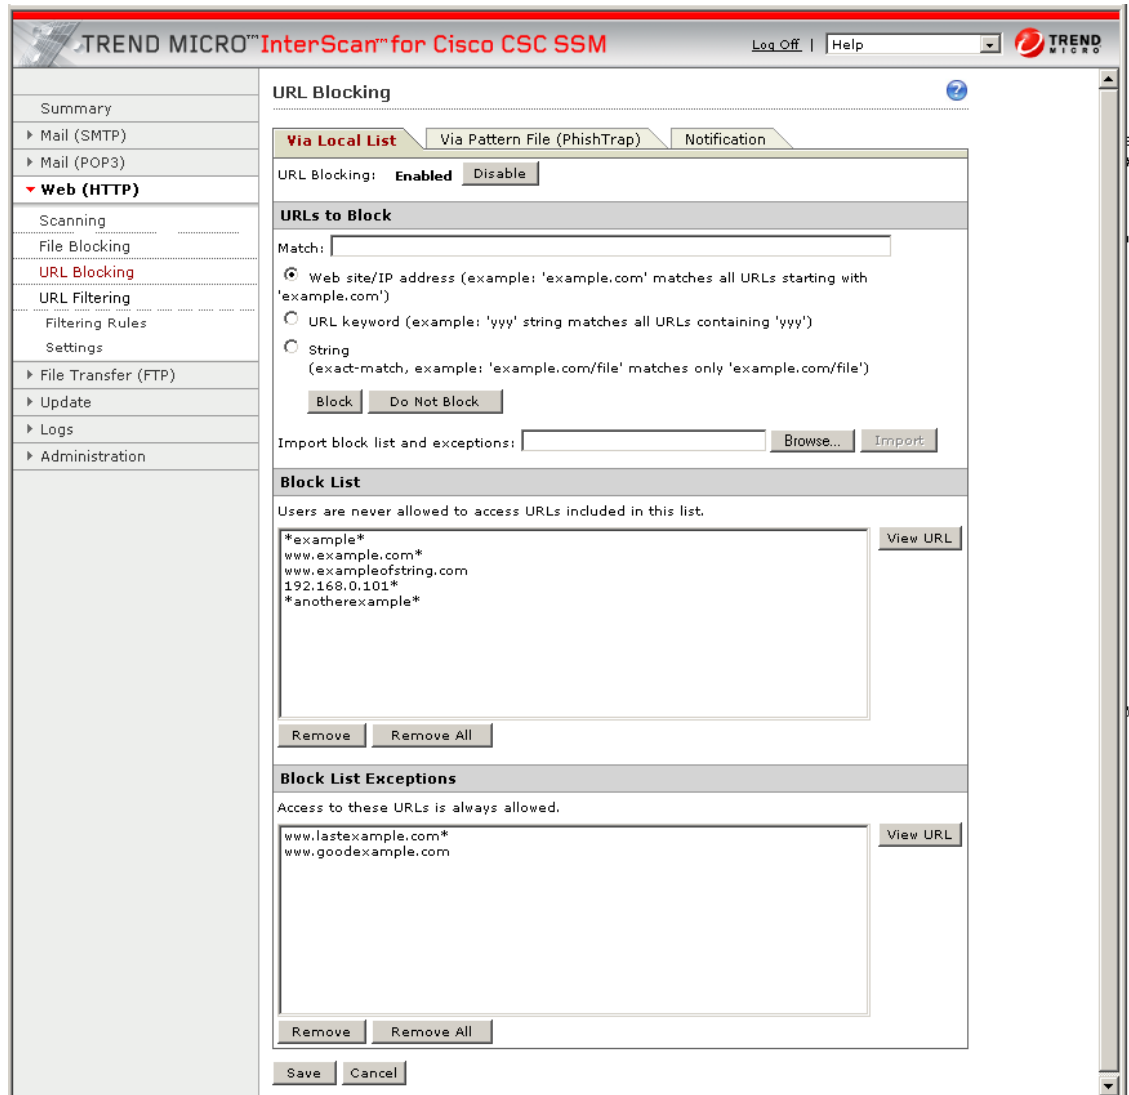 TREND MICRO™ InterScan™ for Cisco CSC SSM
Log Off | Help
TREND MICRO
Summary
Mail (SMTP)
Mail (POP3)
Web (HTTP)
Scanning
File Blocking
URL Blocking
URL Filtering
Filtering Rules
Settings
File Transfer (FTP)
Update
Logs
Administration
URL Blocking
?
Via Local List
Via Pattern File (PhishTrap)
Notification
URL Blocking: Enabled Disable
URLs to Block
Match:
Web site/IP address (example: 'example.com' matches all URLs starting with
'example.com')
URL keyword (example: 'yyy' string matches all URLs containing 'yyy')
String
(exact-match, example: 'example.com/file' matches only 'example.com/file')
Block Do Not Block
Import block list and exceptions: Browse... Import
Block List
Users are never allowed to access URLs included in this list.
*example*
www.example.com*
www.exampleofstring.com
192.168.0.101*
*anotherexample*
View URL
Remove Remove All
Block List Exceptions
Access to these URLs is always allowed.
www.lastexample.com*
www.goodexample.com
View URL
Remove Remove All
Save Cancel